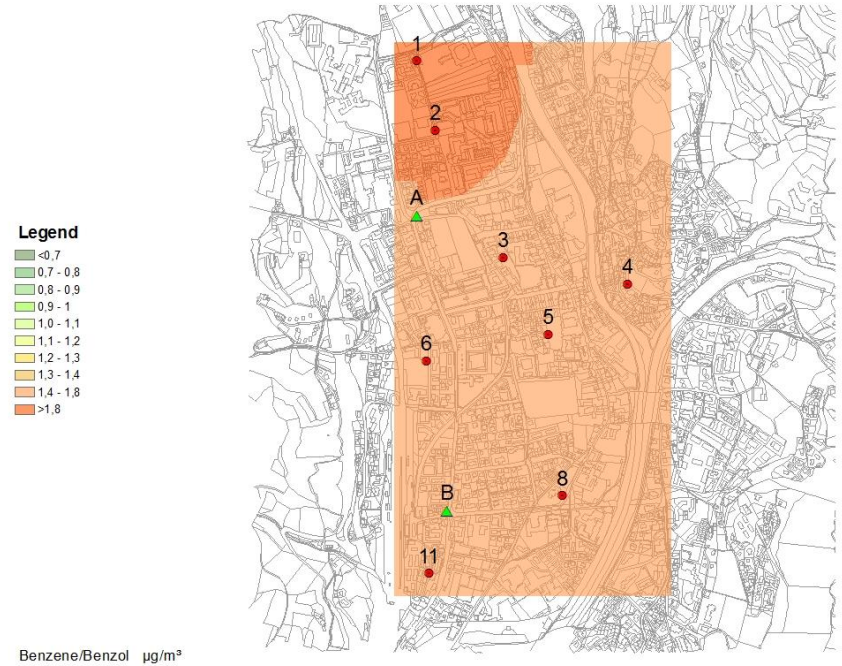 1
2
A
3
4
5
6
8
B
11
Legend
<0,7
0,7 - 0,8
0,8 - 0,9
0,9 - 1
1,0 - 1,1
1,1 - 1,2
1,2 - 1,3
1,3 - 1,4
1,4 - 1,8
>1,8
Benzene/Benzol µg/m³